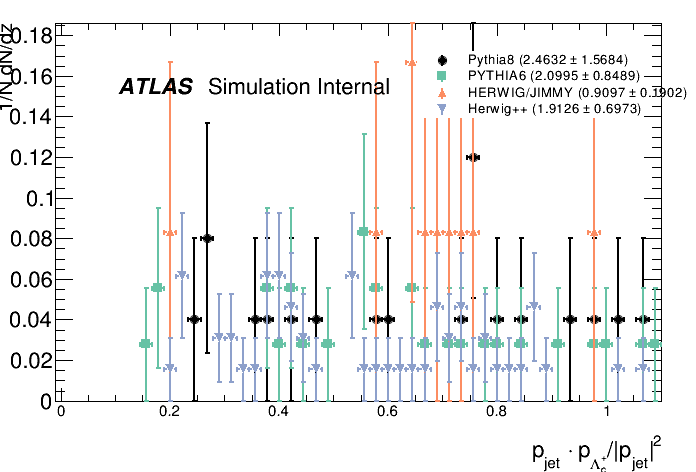 1/N dN/dz
0.18
0.16
0.14
0.12
0.1
0.08
0.06
0.04
0.02
0
ATLAS Simulation Internal
Pythia8 (2.4632 ± 1.5684)
PYTHIA6 (2.0995 ± 0.8489)
HERWIG/JIMMY (0.9097 ± 0.1902)
Herwig++ (1.9126 ± 0.6973)
0 0.2 0.4 0.6 0.8 1
p_jet · p_Λ_c^+/|p_jet|^2